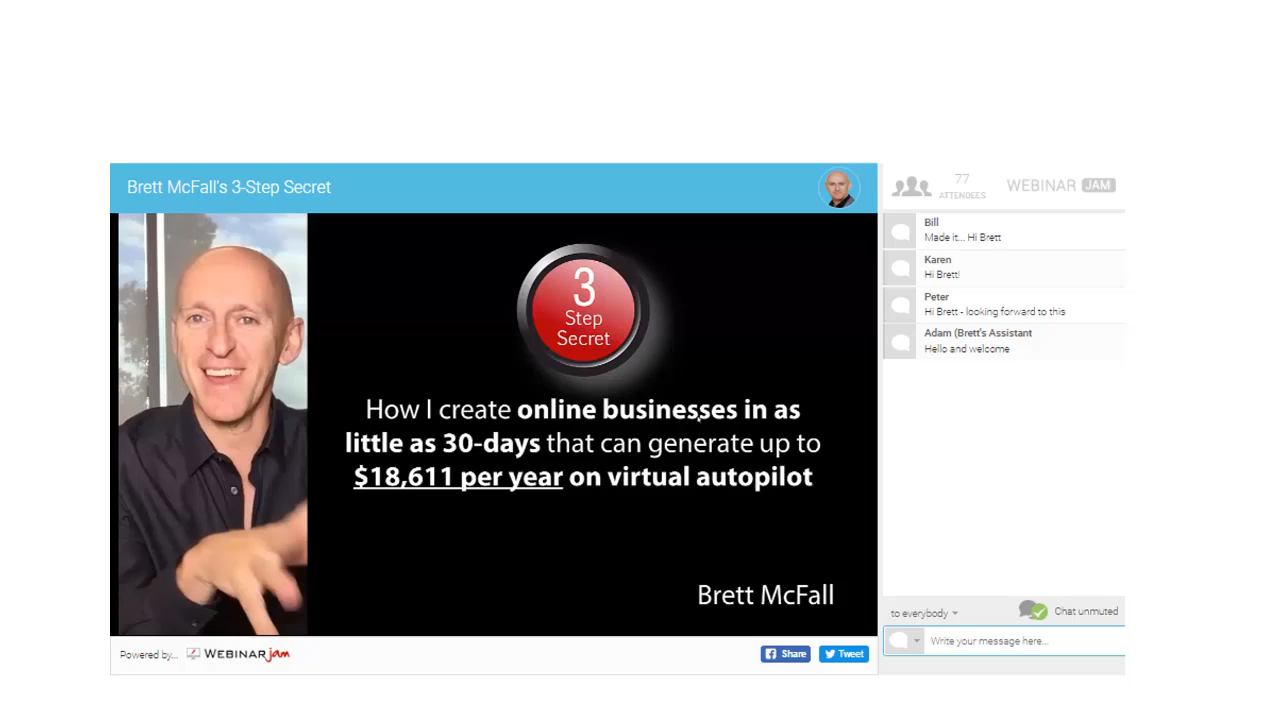 Brett McFall's 3-Step Secret
77
ATTENDEES
WEBINAR JAM
Bill
Made it... Hi Brett
Karen
Hi Brett!
Peter
Hi Brett - looking forward to this
Adam (Brett's Assistant
Hello and welcome
3
Step
Secret
How I create online businesses in as
little as 30-days that can generate up to
$18,611 per year on virtual autopilot
Brett McFall
to everybody
Chat unmuted
Write your message here...
Powered by...
WEBINARjam
Share
Tweet